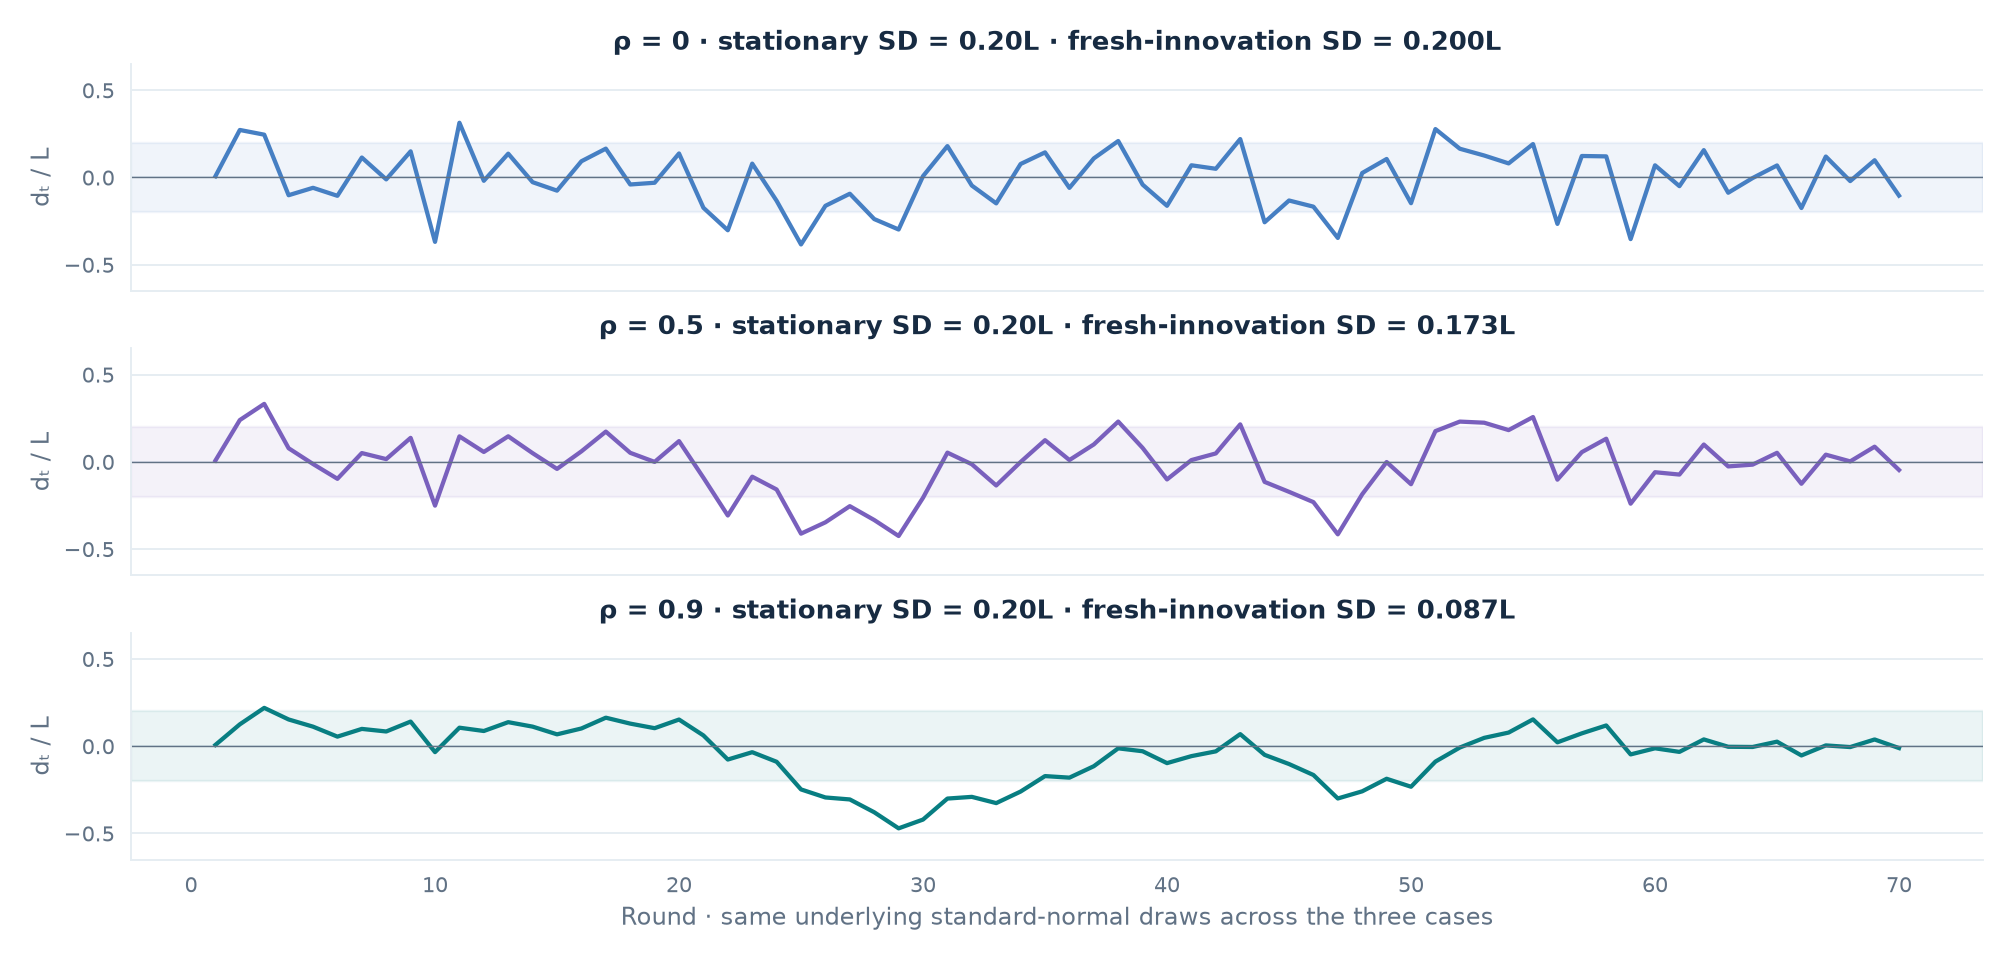 ρ = 0 · stationary SD = 0.20L · fresh-innovation SD = 0.200L
0.5
0.0
−0.5
dₜ / L
ρ = 0.5 · stationary SD = 0.20L · fresh-innovation SD = 0.173L
0.5
0.0
−0.5
dₜ / L
ρ = 0.9 · stationary SD = 0.20L · fresh-innovation SD = 0.087L
0.5
0.0
−0.5
dₜ / L
0 10 20 30 40 50 60 70
Round · same underlying standard-normal draws across the three cases